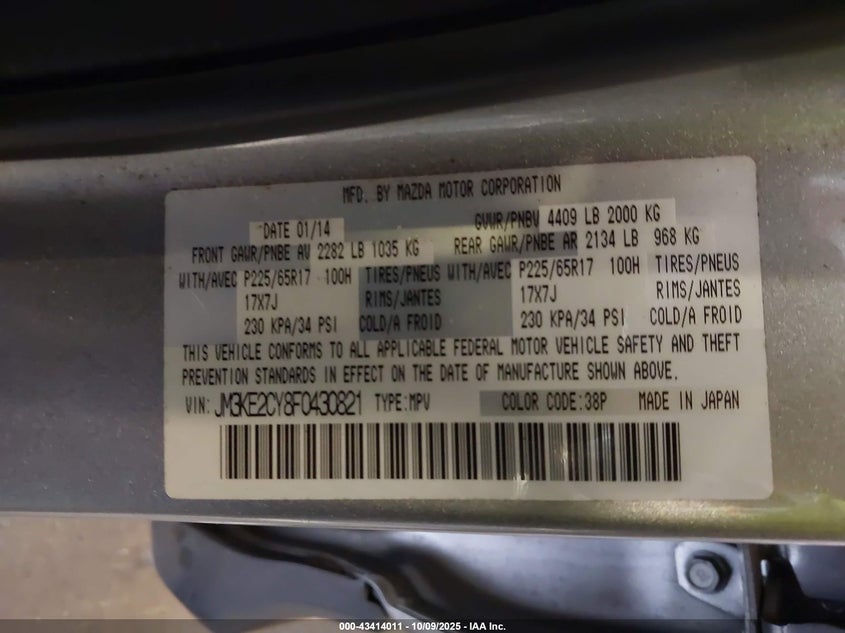 MFD. BY MAZDA MOTOR CORPORATION
DATE 01/14 GVWR/PNBV 4409 LB 2000 KG
FRONT GAWR/PNBE AV 2282 LB 1035 KG REAR GAWR/PNBE AR 2134 LB 968 KG
WITH/AVEC P225/65R17 100H TIRES/PNEUS WITH/AVEC P225/65R17 100H TIRES/PNEUS
17X7J RIMS/JANTES 17X7J RIMS/JANTES
230 KPA/34 PSI COLD/A FROID 230 KPA/34 PSI COLD/A FROID
THIS VEHICLE CONFORMS TO ALL APPLICABLE FEDERAL MOTOR VEHICLE SAFETY AND THEFT
PREVENTION STANDARDS IN EFFECT ON THE DATE OF MANUFACTURE SHOWN ABOVE.
VIN: JM3KE2CY8F0430821 TYPE:MPV COLOR CODE:38P MADE IN JAPAN
000-43414011 - 10/09/2025 - IAA Inc.